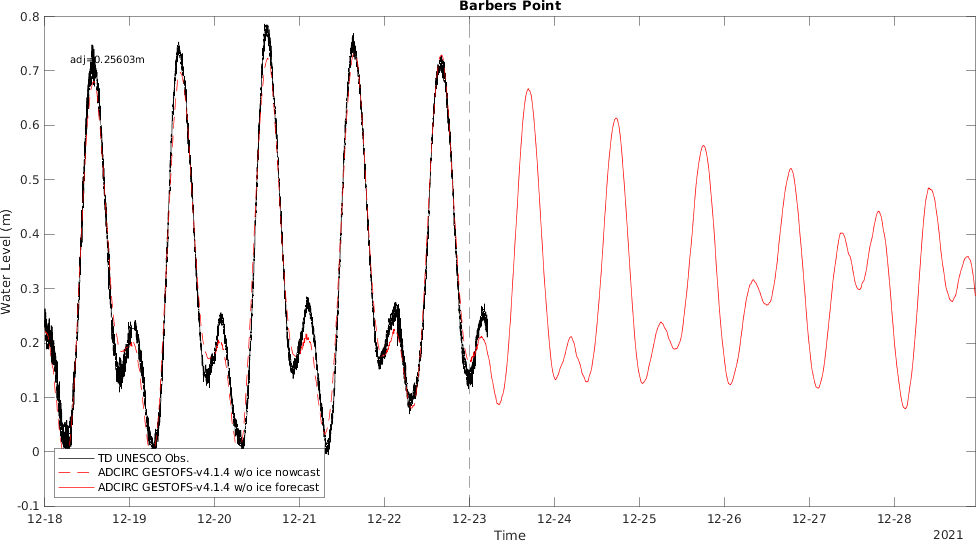 Barbers Point
0.8
0.7
0.6
0.5
0.4
0.3
0.2
0.1
0
-0.1
Water Level (m)
adj=0.25603m
TD UNESCO Obs.
ADCIRC GESTOFS-v4.1.4 w/o ice nowcast
ADCIRC GESTOFS-v4.1.4 w/o ice forecast
12-18 12-19 12-20 12-21 12-22 12-23 12-24 12-25 12-26 12-27 12-28
Time
2021